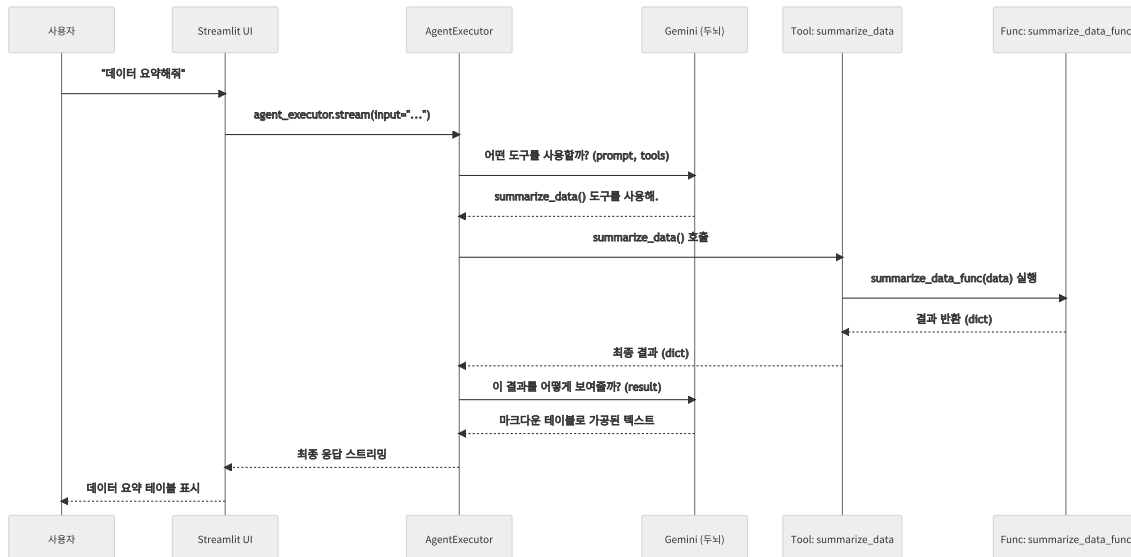 사용자
Streamlit UI
AgentExecutor
Gemini (두뇌)
Tool: summarize_data
Func: summarize_data_func
"데이터 요약해줘"
agent_executor.stream(input="...")
어떤 도구를 사용할까? (prompt, tools)
summarize_data() 도구를 사용해.
summarize_data() 호출
summarize_data_func(data) 실행
결과 반환 (dict)
최종 결과 (dict)
이 결과를 어떻게 보여줄까? (result)
마크다운 테이블로 가공된 텍스트
최종 응답 스트리밍
데이터 요약 테이블 표시
사용자
Streamlit UI
AgentExecutor
Gemini (두뇌)
Tool: summarize_data
Func: summarize_data_func